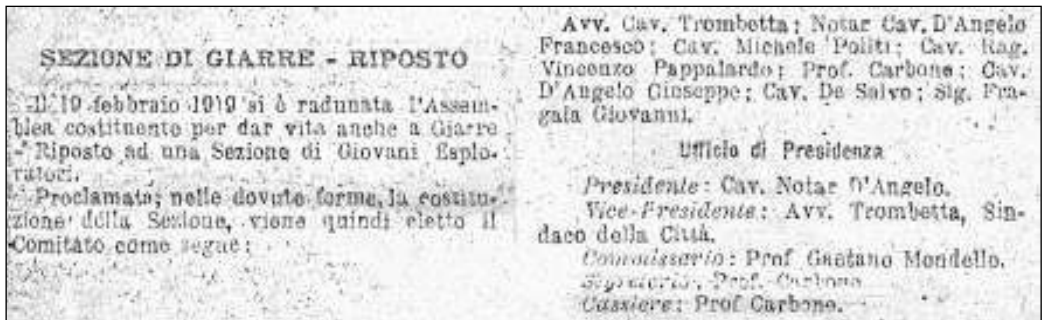 SEZIONE DI GIARRE - RIPOSTO
Il 19 febbraio 1919 si è radunata l'Assem-
blea costituente per dar vita anche a Giarre
- Riposto ad una Sezione di Giovani Esplo-
ratori.
Proclamata; nelle dovute forme, la costitu-
zione della Sezione, viene quindi eletto il
Comitato come segue:
Avv. Cav. Trombetta; Notar Cav. D'Angelo
Francesco; Cav. Michele Politi; Cav. Rag.
Vincenzo Pappalardo; Prof. Carbone; Cav.
D'Angelo Giuseppe; Cav. De Salvo; Sig. Fra-
gala Giovanni.
Ufficio di Presidenza
Presidente: Cav. Notar D'Angelo.
Vice-Presidente: Avv. Trombetta, Sin-
daco della Città.
Commissario: Prof Gaetano Mondello.
Segretario: Prof. Carbone
Cassiere: Prof Carbone.